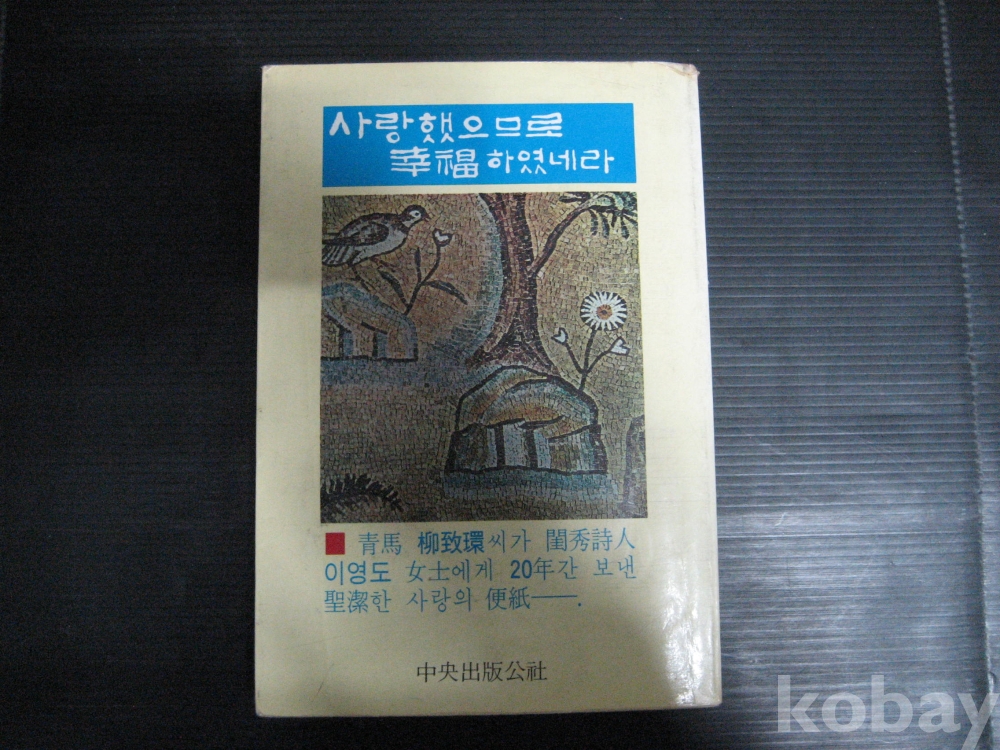 사랑했으므로
幸福하였네라
■ 靑馬 柳致環씨가 閨秀詩人
이영도 女士에게 20年간 보낸
聖潔한 사랑의 便紙──.
中央出版公社
kobay